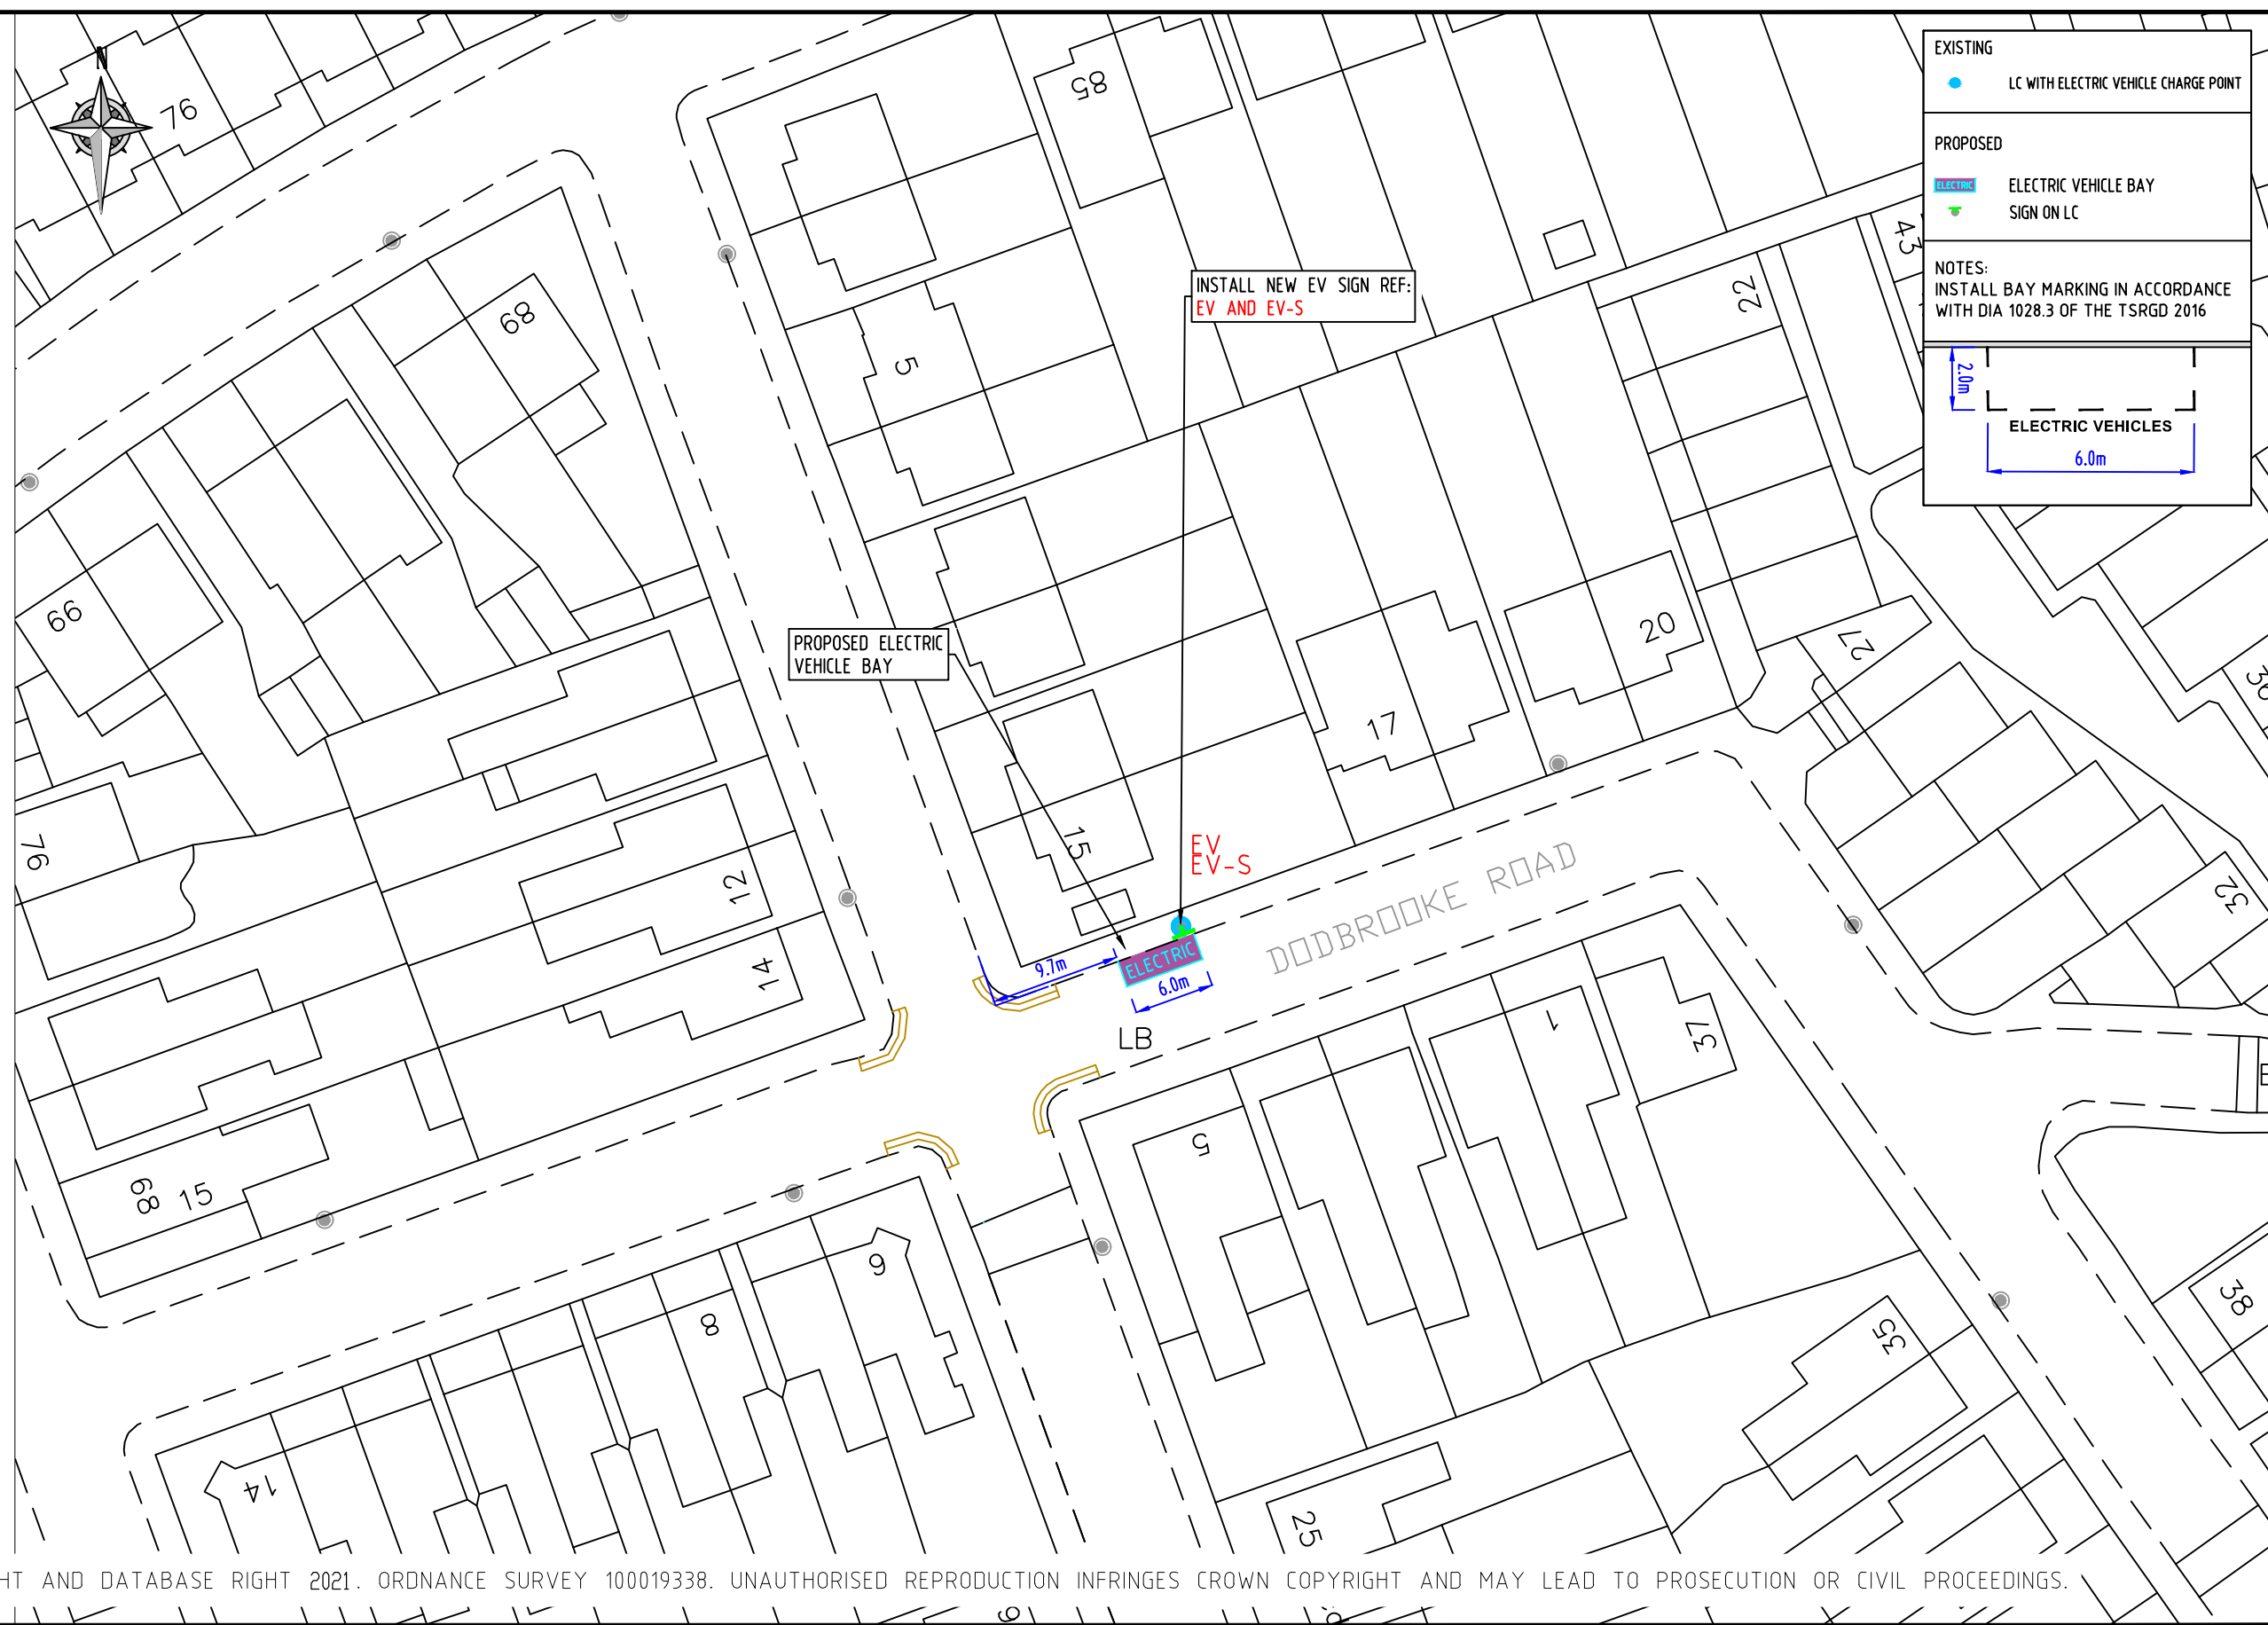 N
76
85
EXISTING
LC WITH ELECTRIC VEHICLE CHARGE POINT
PROPOSED
ELECTRIC
ELECTRIC VEHICLE BAY
SIGN ON LC
NOTES:
INSTALL BAY MARKING IN ACCORDANCE
WITH DIA 1028.3 OF THE TSRGD 2016
2.0m
ELECTRIC VEHICLES
6.0m
43
22
INSTALL NEW EV SIGN REF:
EV AND EV-S
68
5
66
PROPOSED ELECTRIC
VEHICLE BAY
20
27
36
17
15
76
12
14
EV
EV-S
DODBROOKE ROAD
32
9.7m
ELECTRIC
6.0m
LB
1
37
5
89
15
9
8
35
38
14
25
HT AND DATABASE RIGHT 2021. ORDNANCE SURVEY 100019338. UNAUTHORISED REPRODUCTION INFRINGES CROWN COPYRIGHT AND MAY LEAD TO PROSECUTION OR CIVIL PROCEEDINGS.